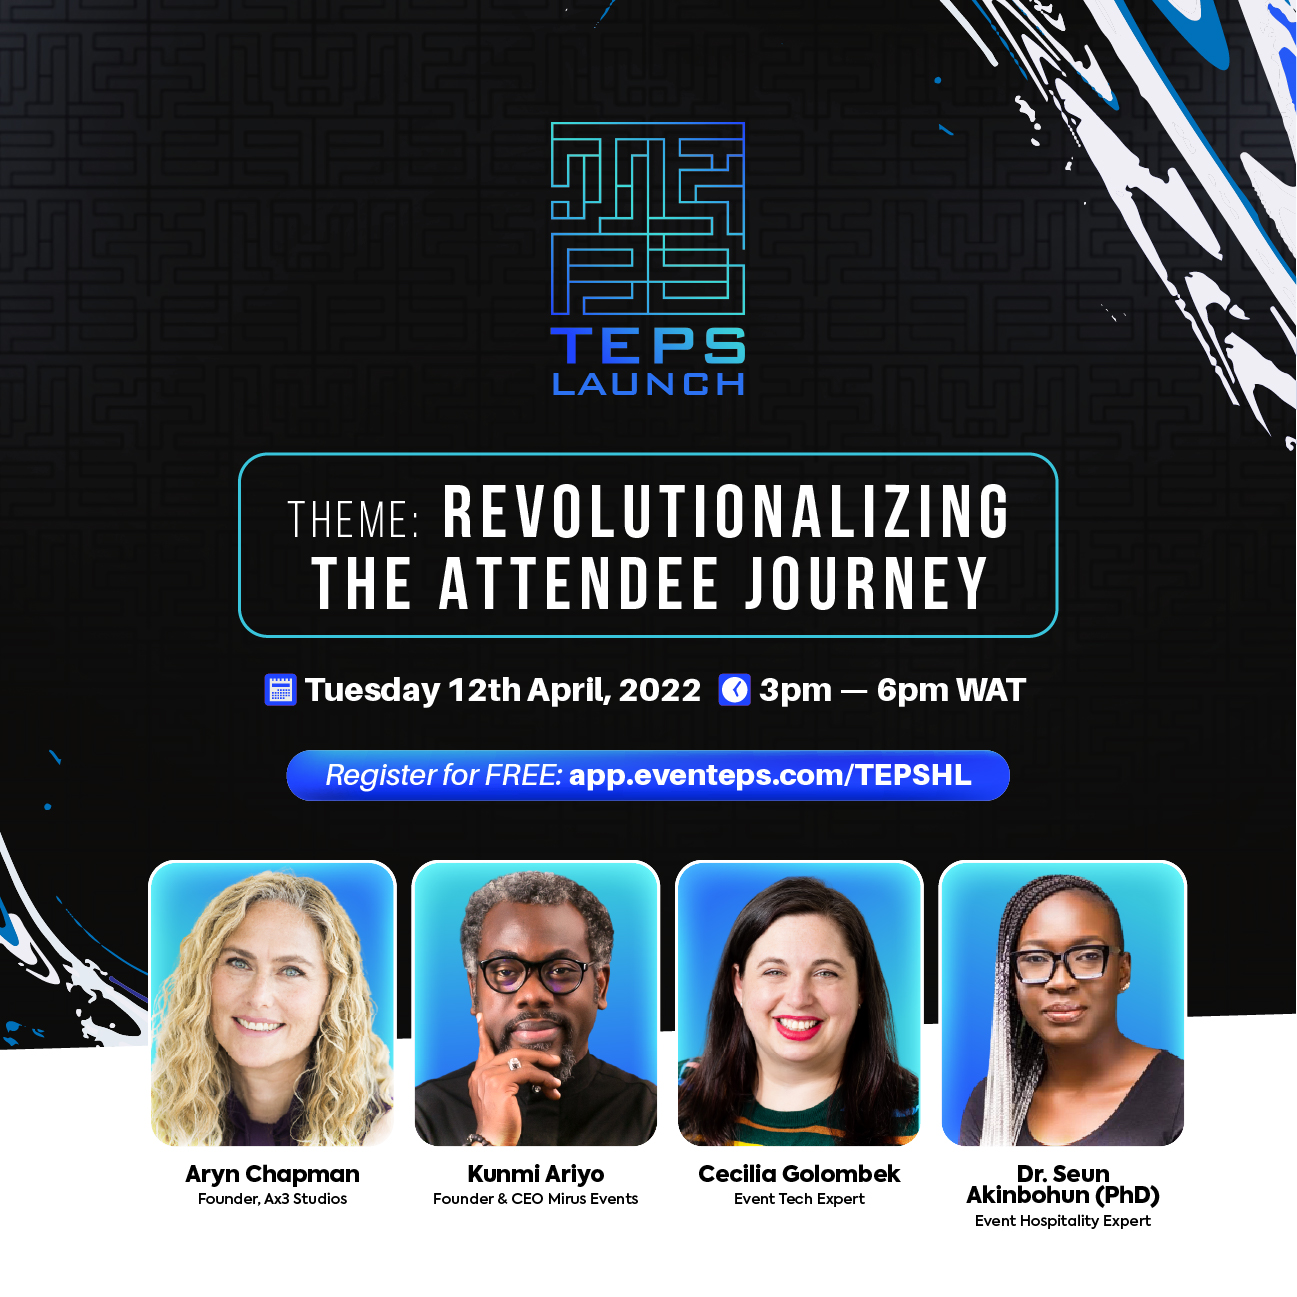 TEPS
LAUNCH
THEME: REVOLUTIONALIZING
THE ATTENDEE JOURNEY
Tuesday 12th April, 2022 3pm — 6pm WAT
Register for FREE: app.eventeps.com/TEPSHL
Aryn Chapman
Founder, Ax3 Studios
Kunmi Ariyo
Founder & CEO Mirus Events
Cecilia Golombek
Event Tech Expert
Dr. Seun
Akinbohun (PhD)
Event Hospitality Expert